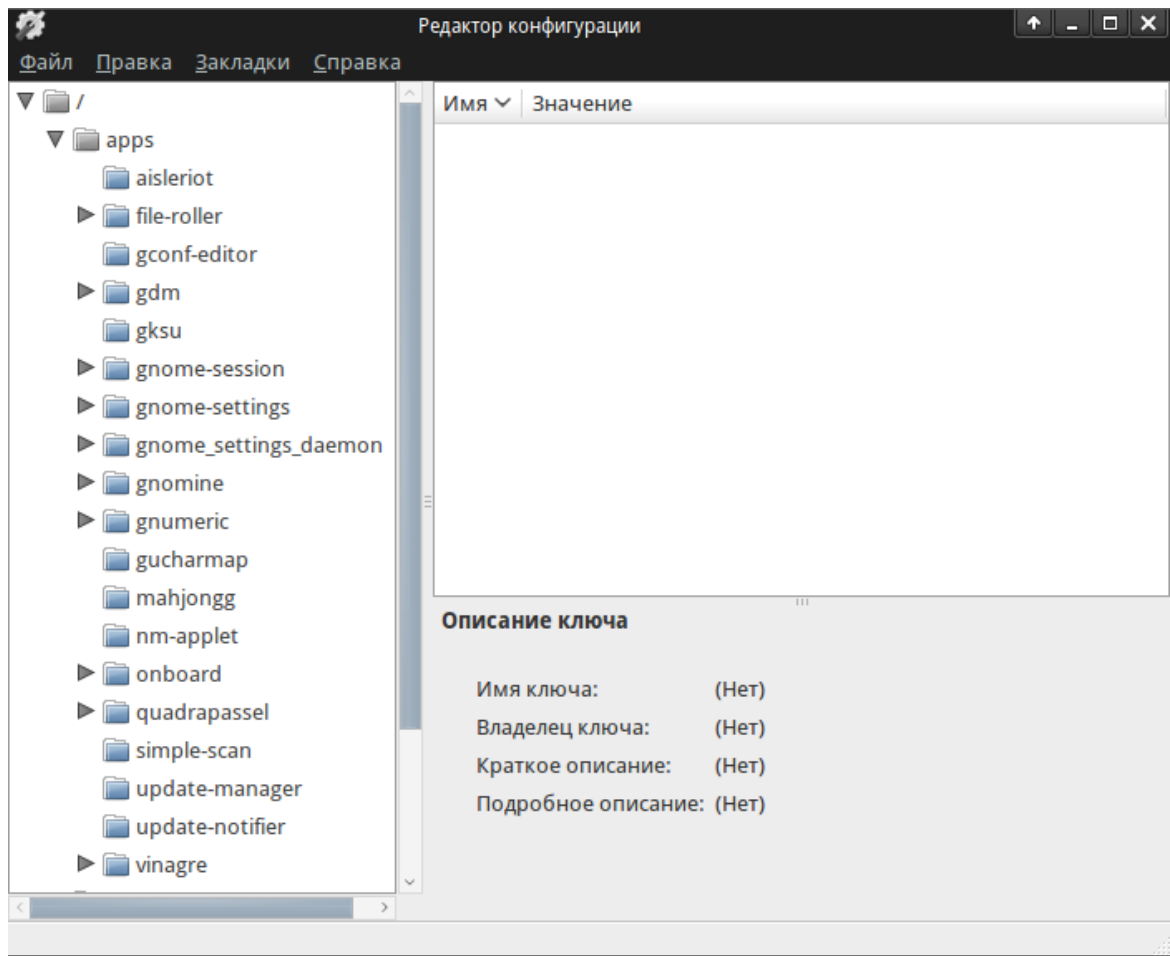 Редактор конфигурации
Файл Правка Закладки Справка
/
apps
aisleriot
file-roller
gconf-editor
gdm
gksu
gnome-session
gnome-settings
gnome_settings_daemon
gnomine
gnumeric
gucharmap
mahjongg
nm-applet
onboard
quadrapassel
simple-scan
update-manager
update-notifier
vinagre
Имя Значение
Описание ключа
Имя ключа: (Нет)
Владелец ключа: (Нет)
Краткое описание: (Нет)
Подробное описание: (Нет)